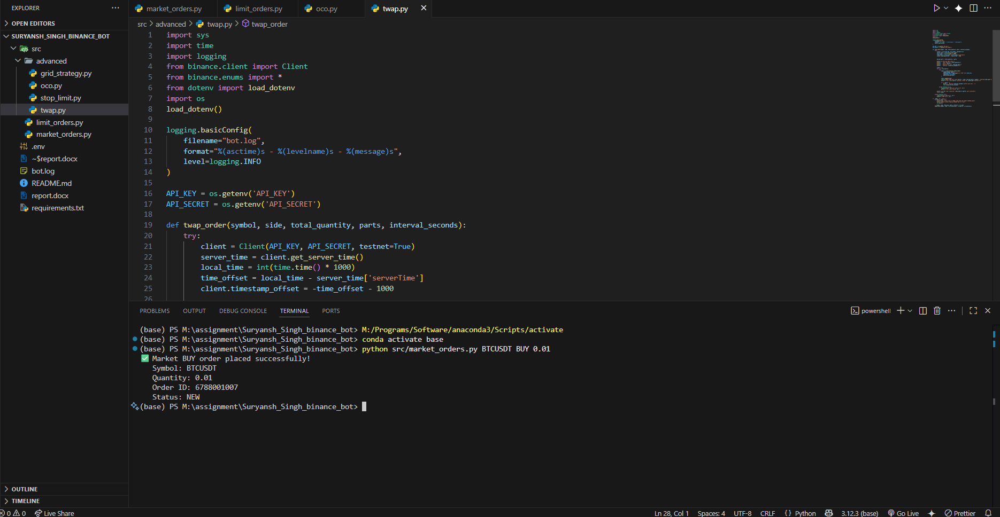 EXPLORER
OPEN EDITORS
SURYANSH_SINGH_BINANCE_BOT
src
advanced
grid_strategy.py
oco.py
stop_limit.py
twap.py
limit_orders.py
market_orders.py
.env
~$report.docx
bot.log
README.md
report.docx
requirements.txt
OUTLINE
TIMELINE
market_orders.py
limit_orders.py
oco.py
twap.py
src > advanced > twap.py > twap_order
1 import sys
2 import time
3 import logging
4 from binance.client import Client
5 from binance.enums import *
6 from dotenv import load_dotenv
7 import os
8 load_dotenv()
9
10 logging.basicConfig(
11     filename="bot.log",
12     format="%(asctime)s - %(levelname)s - %(message)s",
13     level=logging.INFO
14 )
15
16 API_KEY = os.getenv('API_KEY')
17 API_SECRET = os.getenv('API_SECRET')
18
19 def twap_order(symbol, side, total_quantity, parts, interval_seconds):
20     try:
21         client = Client(API_KEY, API_SECRET, testnet=True)
22         server_time = client.get_server_time()
23         local_time = int(time.time() * 1000)
24         time_offset = local_time - server_time['serverTime']
25         client.timestamp_offset = -time_offset - 1000
26
PROBLEMS OUTPUT DEBUG CONSOLE TERMINAL PORTS
powershell
(base) PS M:\assignment\Suryansh_Singh_binance_bot> M:/Programs/Software/anaconda3/Scripts/activate
(base) PS M:\assignment\Suryansh_Singh_binance_bot> conda activate base
(base) PS M:\assignment\Suryansh_Singh_binance_bot> python src/market_orders.py BTCUSDT BUY 0.01
✅ Market BUY order placed successfully!
Symbol: BTCUSDT
Quantity: 0.01
Order ID: 6788001007
Status: NEW
(base) PS M:\assignment\Suryansh_Singh_binance_bot>
0 0 Live Share
Ln 28, Col 1 Spaces: 4 UTF-8 CRLF {} Python 3.12.3 (base) Go Live Prettier